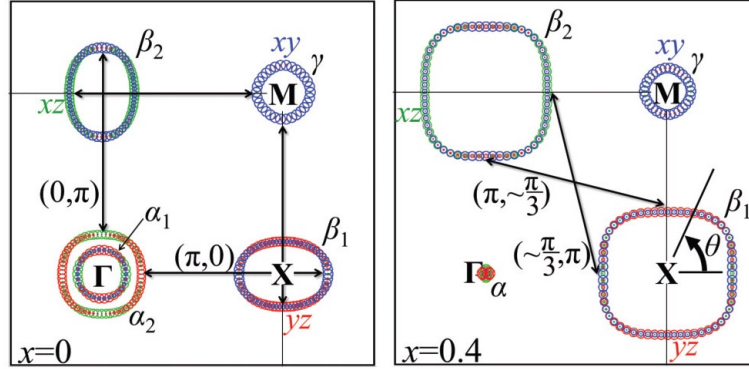 β₂
xy
γ
M
xz
(0,π)
α₁
(π,0)
β₁
Γ
X
α₂
yz
x=0
β₂
xy
γ
M
xz
(π,~π/3)
β₁
(~π/3,π)
θ
Γ
α
X
yz
x=0.4